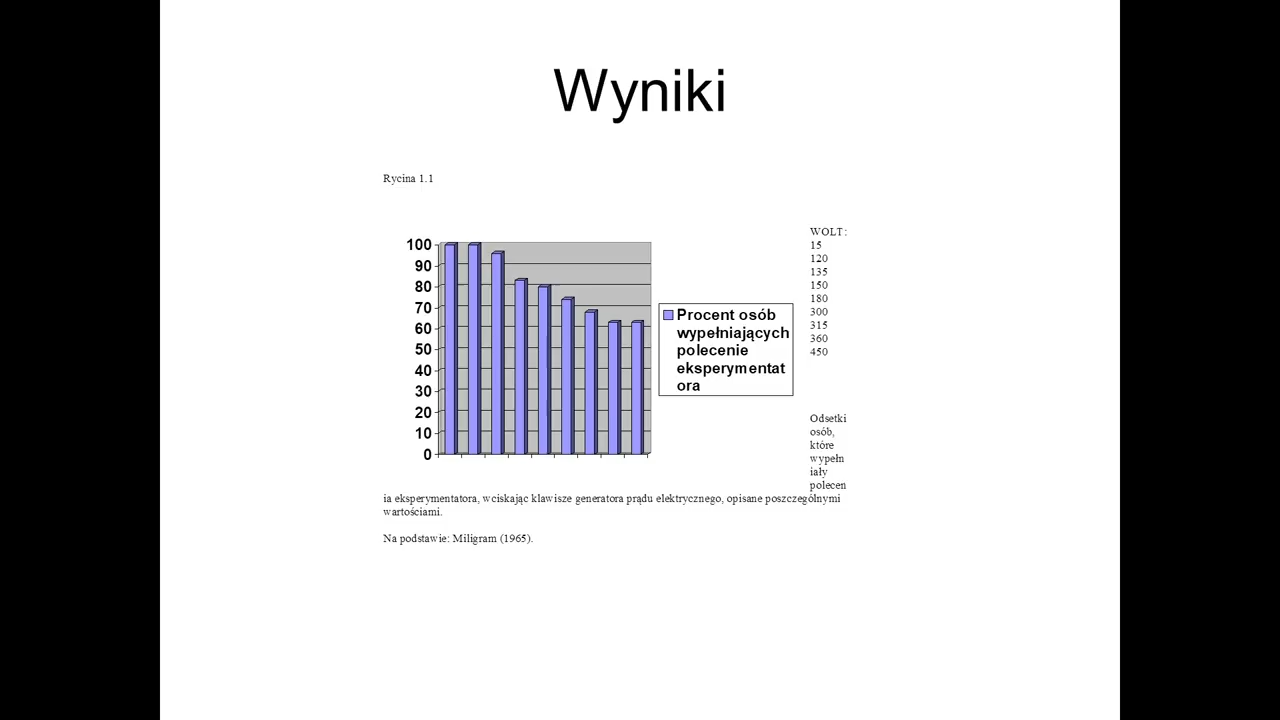 Wyniki
Rycina 1.1
100
90
80
70
60
50
40
30
20
10
0
Procent osób
wypełniających
polecenie
eksperymentat
ora
WOLT:
15
120
135
150
180
300
315
360
450
Odsetki
osób,
które
wypełn
iały
polecen
ia eksperymentatora, wciskając klawisze generatora prądu elektrycznego, opisane poszczególnymi
wartościami.
Na podstawie: Miligram (1965).